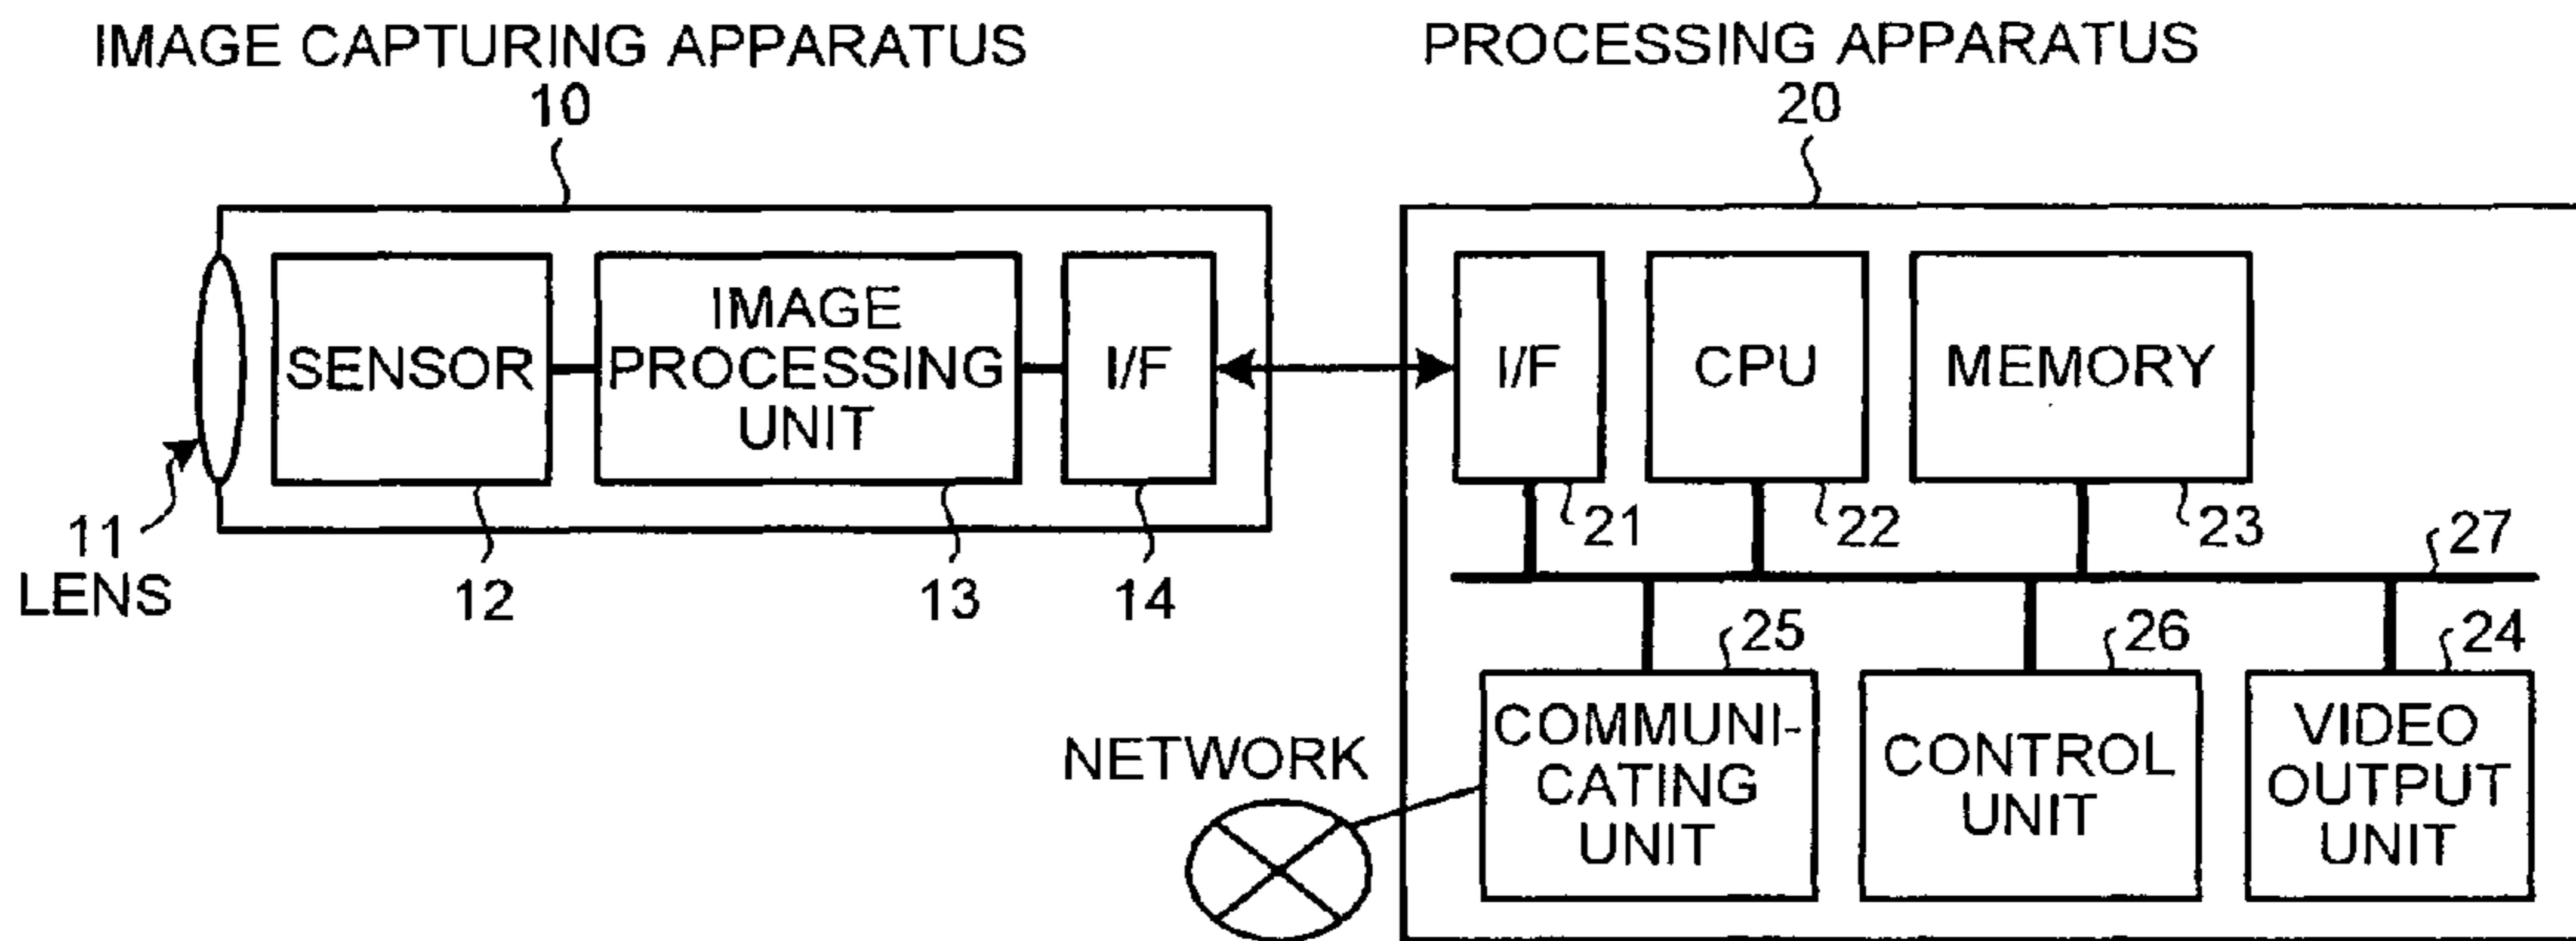 IMAGE CAPTURING APPARATUS
10
PROCESSING APPARATUS
20
SENSOR
IMAGE
PROCESSING
UNIT
I/F
I/F
CPU
MEMORY
11
LENS
12
13
14
21
22
23
27
25
26
24
NETWORK
COMMUNI-
CATING
UNIT
CONTROL
UNIT
VIDEO
OUTPUT
UNIT